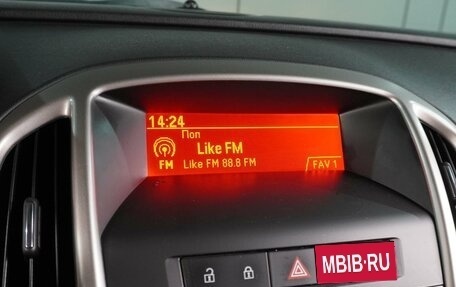 14:24
Поп
Like FM
FM
Like FM 88.8 FM
FAV 1
MBIB.RU